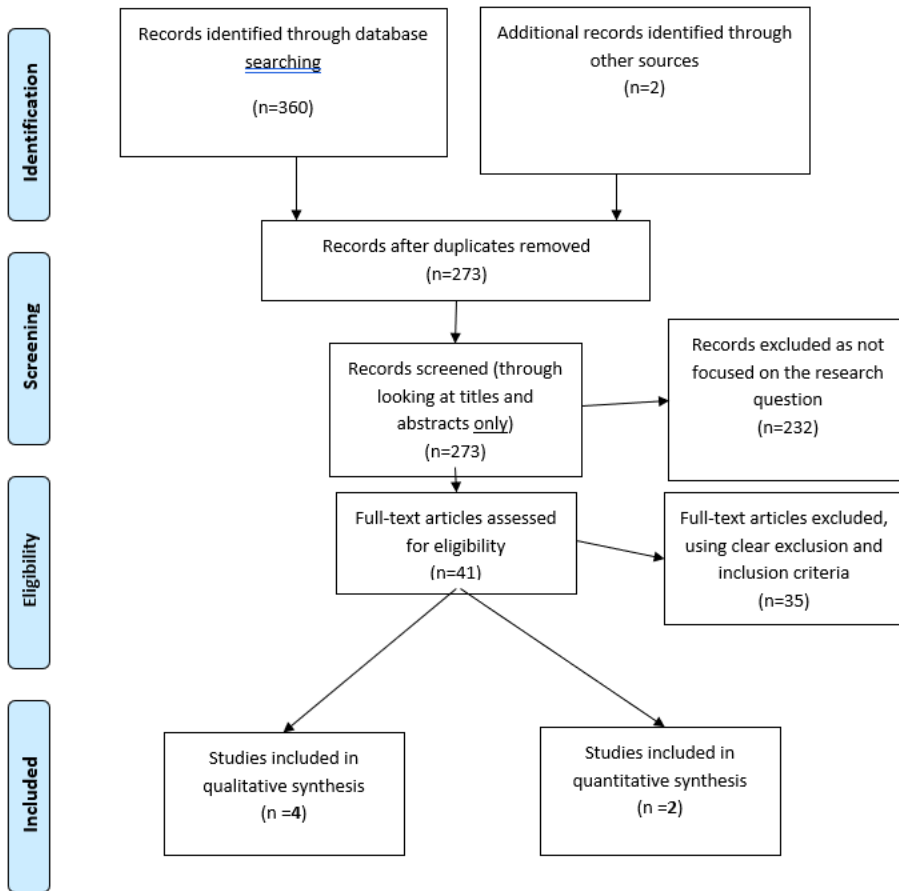 Identification
Records identified through database
searching
(n=360)
Additional records identified through
other sources
(n=2)
Records after duplicates removed
(n=273)
Screening
Records screened (through
looking at titles and
abstracts only)
(n=273)
Records excluded as not
focused on the research
question
(n=232)
Eligibility
Full-text articles assessed
for eligibility
(n=41)
Full-text articles excluded,
using clear exclusion and
inclusion criteria
(n=35)
Included
Studies included in
qualitative synthesis
(n =4)
Studies included in
quantitative synthesis
(n =2)